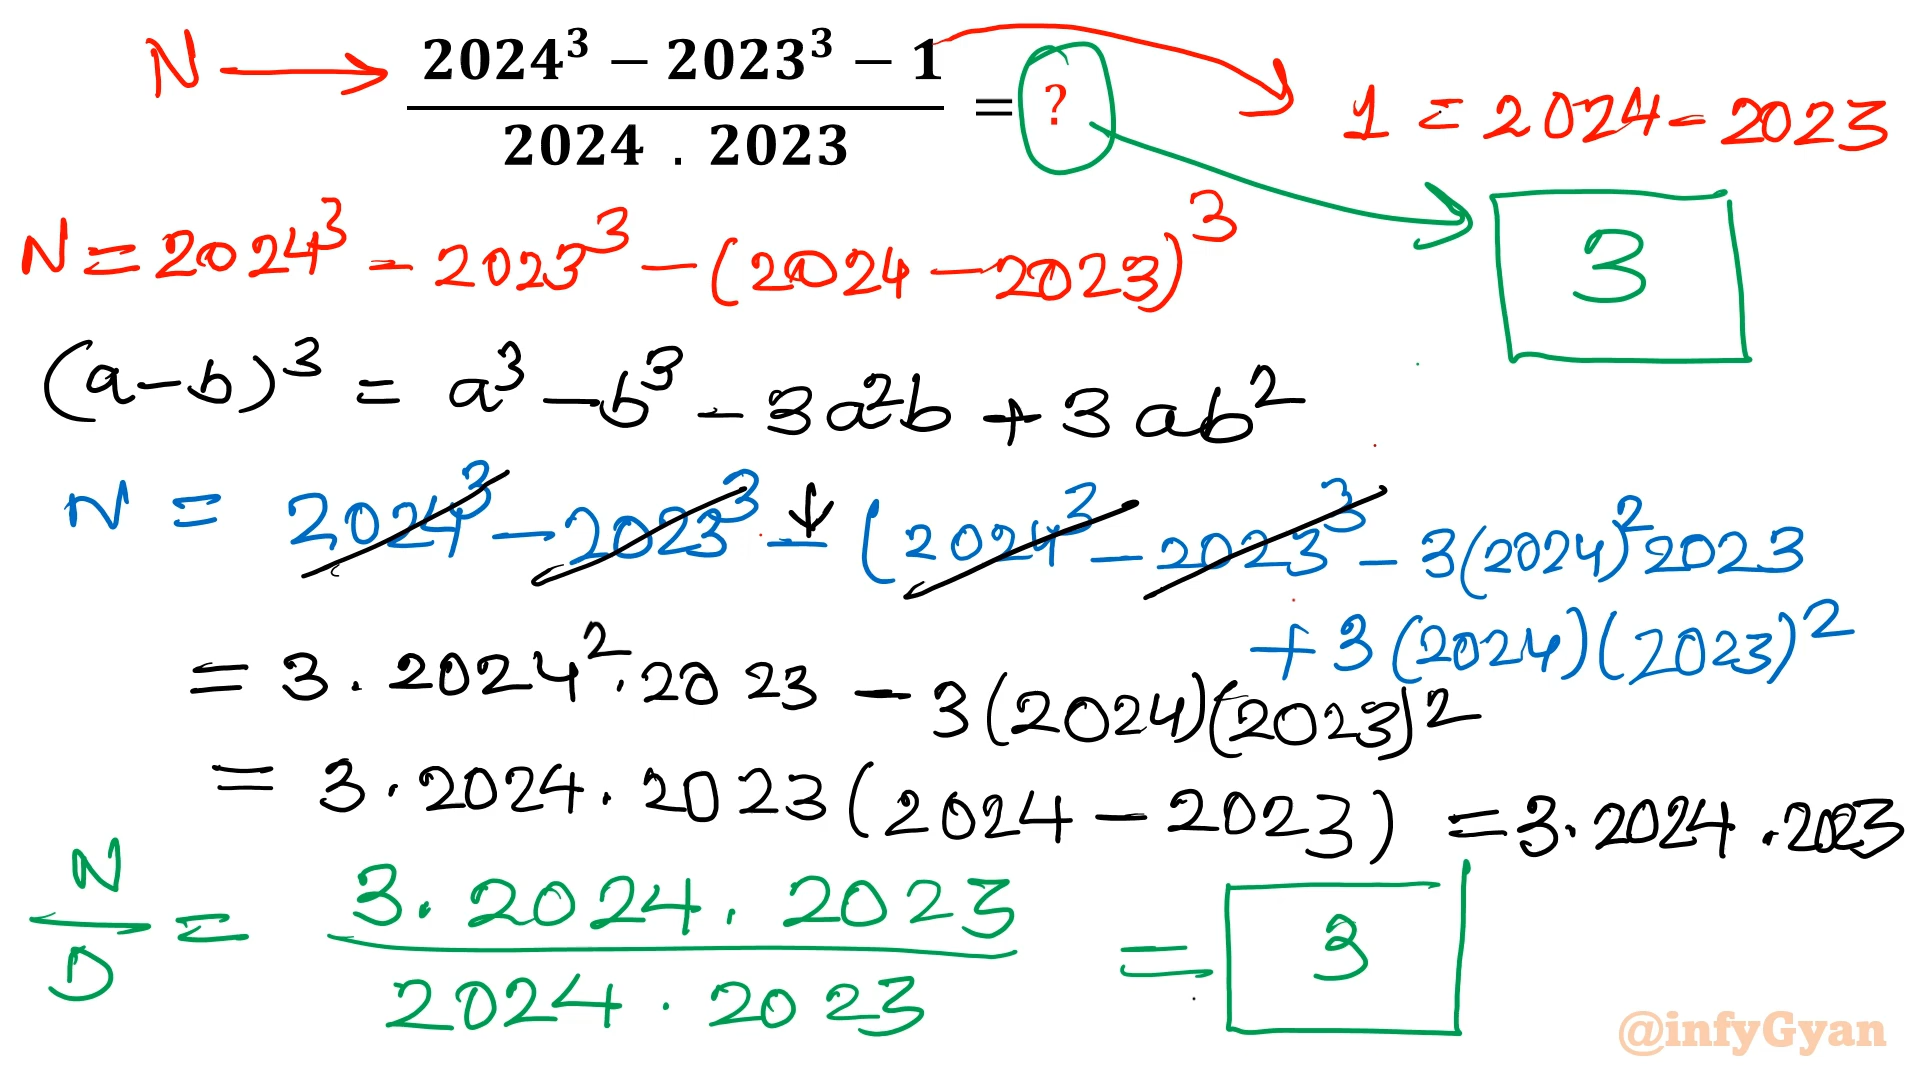 N → 2024³ − 2023³ − 1
2024 . 2023
= ?
1 = 2024 − 2023
N = 2024³ − 2023³ − (2024 − 2023)³
3
(a − b)³ = a³ − b³ − 3a²b + 3ab²
N = 2024³ − 2023³ − (2024³ − 2023³ − 3(2024)²2023
+ 3(2024)(2023)²
= 3 . 2024² . 2023 − 3(2024)(2023)²
= 3 . 2024 . 2023 (2024 − 2023) = 3 . 2024 . 2023
N
D
= 3 . 2024 . 2023
2024 . 2023
= 3
@infyGyan